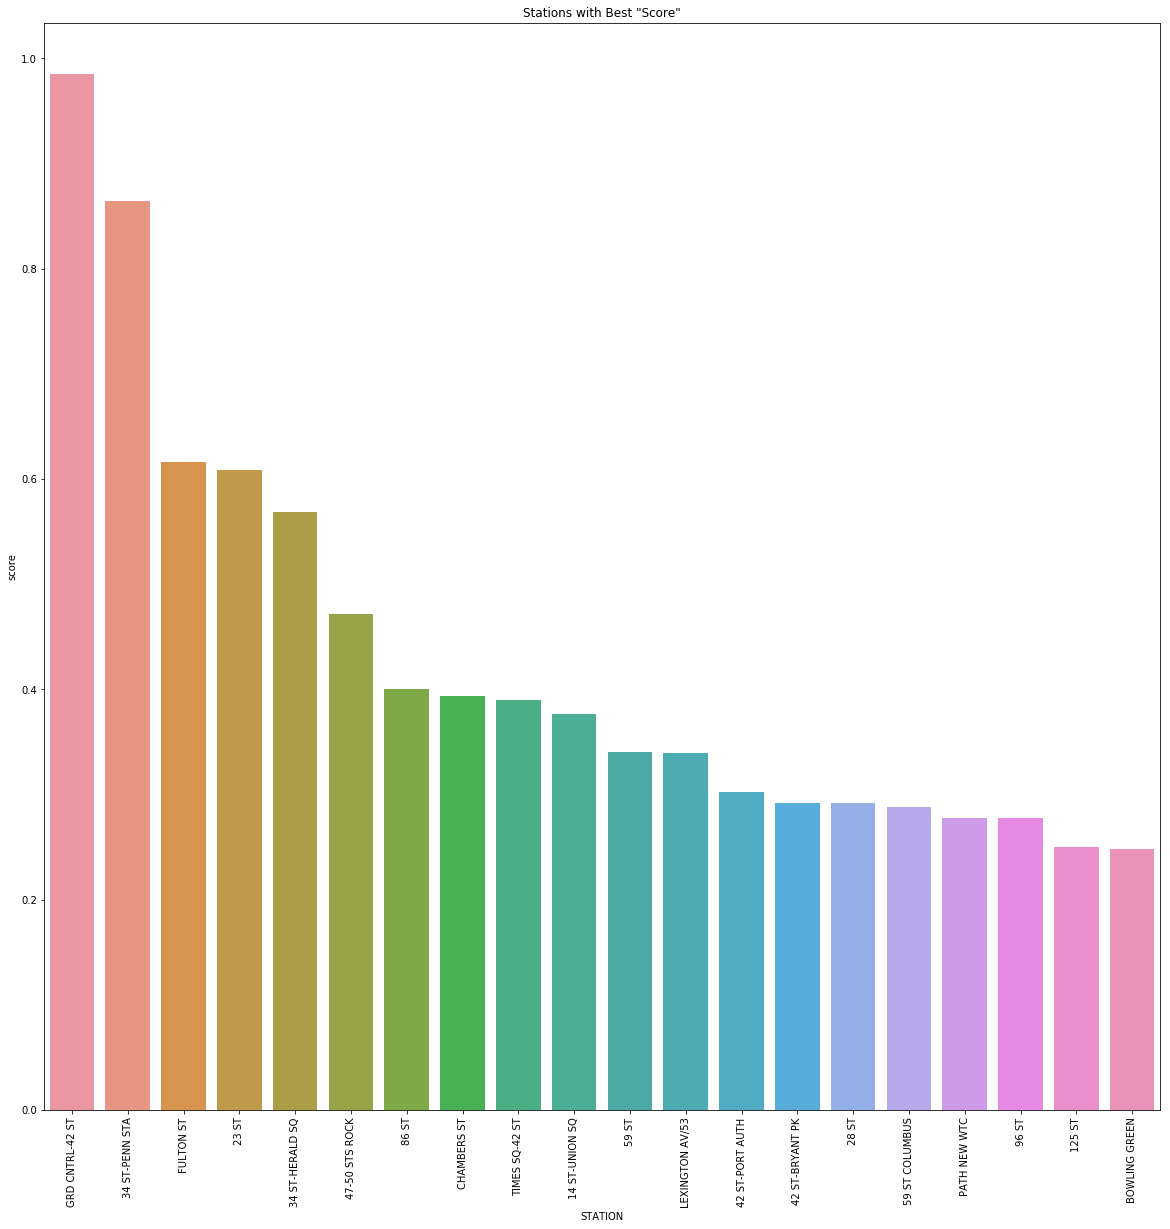 Stations with Best "Score"
1.0
0.8
0.6
0.4
0.2
0.0
score
GRD CNTRL-42 ST
34 ST-PENN STA
FULTON ST
23 ST
34 ST-HERALD SQ
47-50 STS ROCK
86 ST
CHAMBERS ST
TIMES SQ-42 ST
14 ST-UNION SQ
59 ST
LEXINGTON AV/53
42 ST-PORT AUTH
42 ST-BRYANT PK
28 ST
59 ST COLUMBUS
PATH NEW WTC
96 ST
125 ST
BOWLING GREEN
STATION